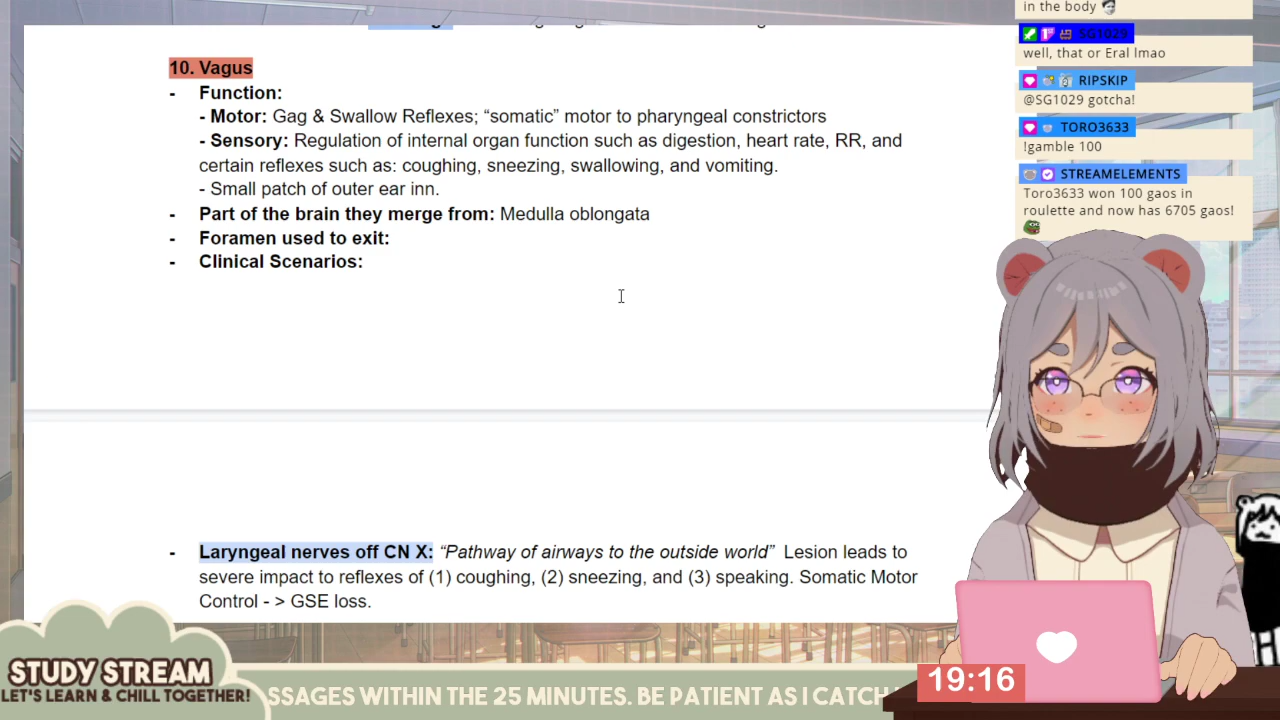 10. Vagus
- Function:
- Motor: Gag & Swallow Reflexes; “somatic” motor to pharyngeal constrictors
- Sensory: Regulation of internal organ function such as digestion, heart rate, RR, and
certain reflexes such as: coughing, sneezing, swallowing, and vomiting.
- Small patch of outer ear inn.
- Part of the brain they merge from: Medulla oblongata
- Foramen used to exit:
- Clinical Scenarios:
- Laryngeal nerves off CN X: “Pathway of airways to the outside world” Lesion leads to
severe impact to reflexes of (1) coughing, (2) sneezing, and (3) speaking. Somatic Motor
Control - > GSE loss.
in the body
SG1029
well, that or Eral lmao
RIPSKIP
@SG1029 gotcha!
TORO3633
!gamble 100
STREAMELEMENTS
Toro3633 won 100 gaos in
roulette and now has 6705 gaos!
STUDY STREAM
LET'S LEARN & CHILL TOGETHER!
SSAGES WITHIN THE 25 MINUTES. BE PATIENT AS I CATCH
19:16